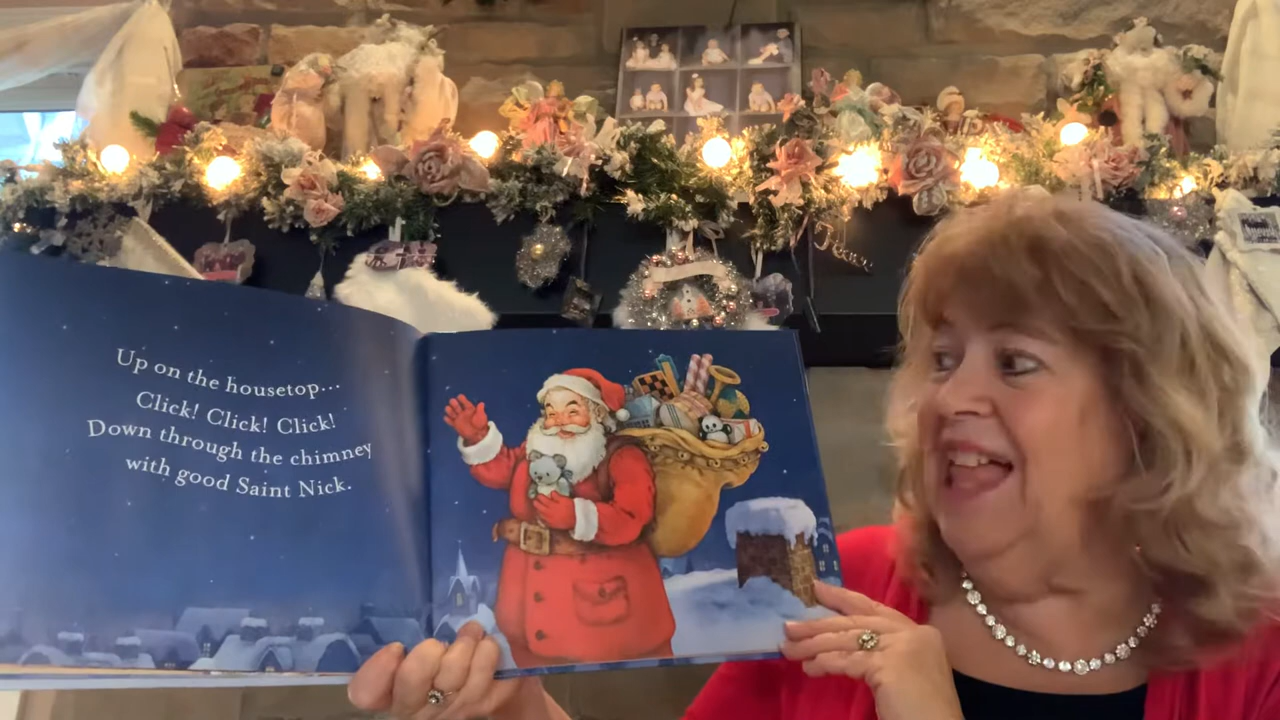 Up on the housetop...
Click! Click! Click!
Down through the chimney
with good Saint Nick.